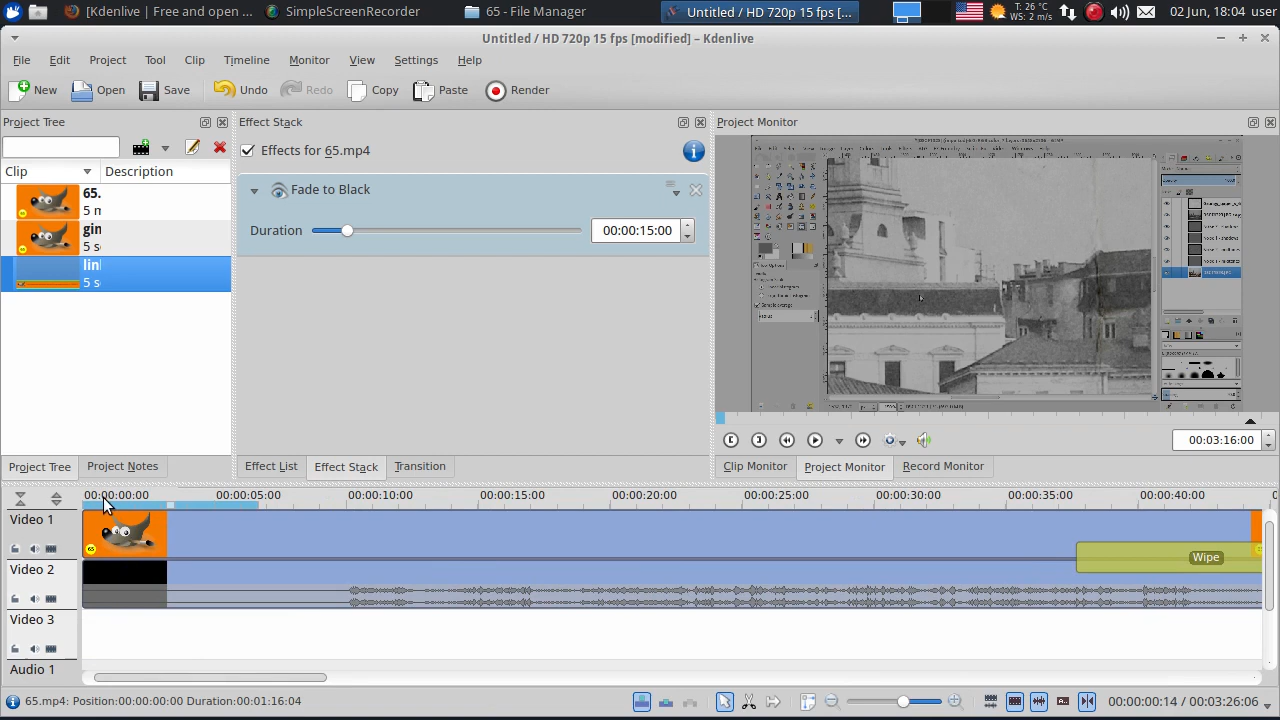 [Kdenlive | Free and open ...
SimpleScreenRecorder
65 - File Manager
Untitled / HD 720p 15 fps [...
T: 26 °C
WS: 2 m/s
02 Jun, 18:04 user
Untitled / HD 720p 15 fps [modified] – Kdenlive
File Edit Project Tool Clip Timeline Monitor View Settings Help
New Open Save Undo Redo Copy Paste Render
Project Tree
Effect Stack
Project Monitor
Effects for 65.mp4
Clip Description
65.
5 m
gin
5 s
lin
5 s
Fade to Black
Duration
00:00:15:00
00:03:16:00
Project Tree Project Notes
Effect List Effect Stack Transition
Clip Monitor Project Monitor Record Monitor
00:00:00:00 00:00:05:00 00:00:10:00 00:00:15:00 00:00:20:00 00:00:25:00 00:00:30:00 00:00:35:00 00:00:40:00
Video 1
65
Wipe
Video 2
Video 3
Audio 1
65.mp4: Position:00:00:00:00 Duration:00:01:16:04
00:00:00:14 / 00:03:26:06